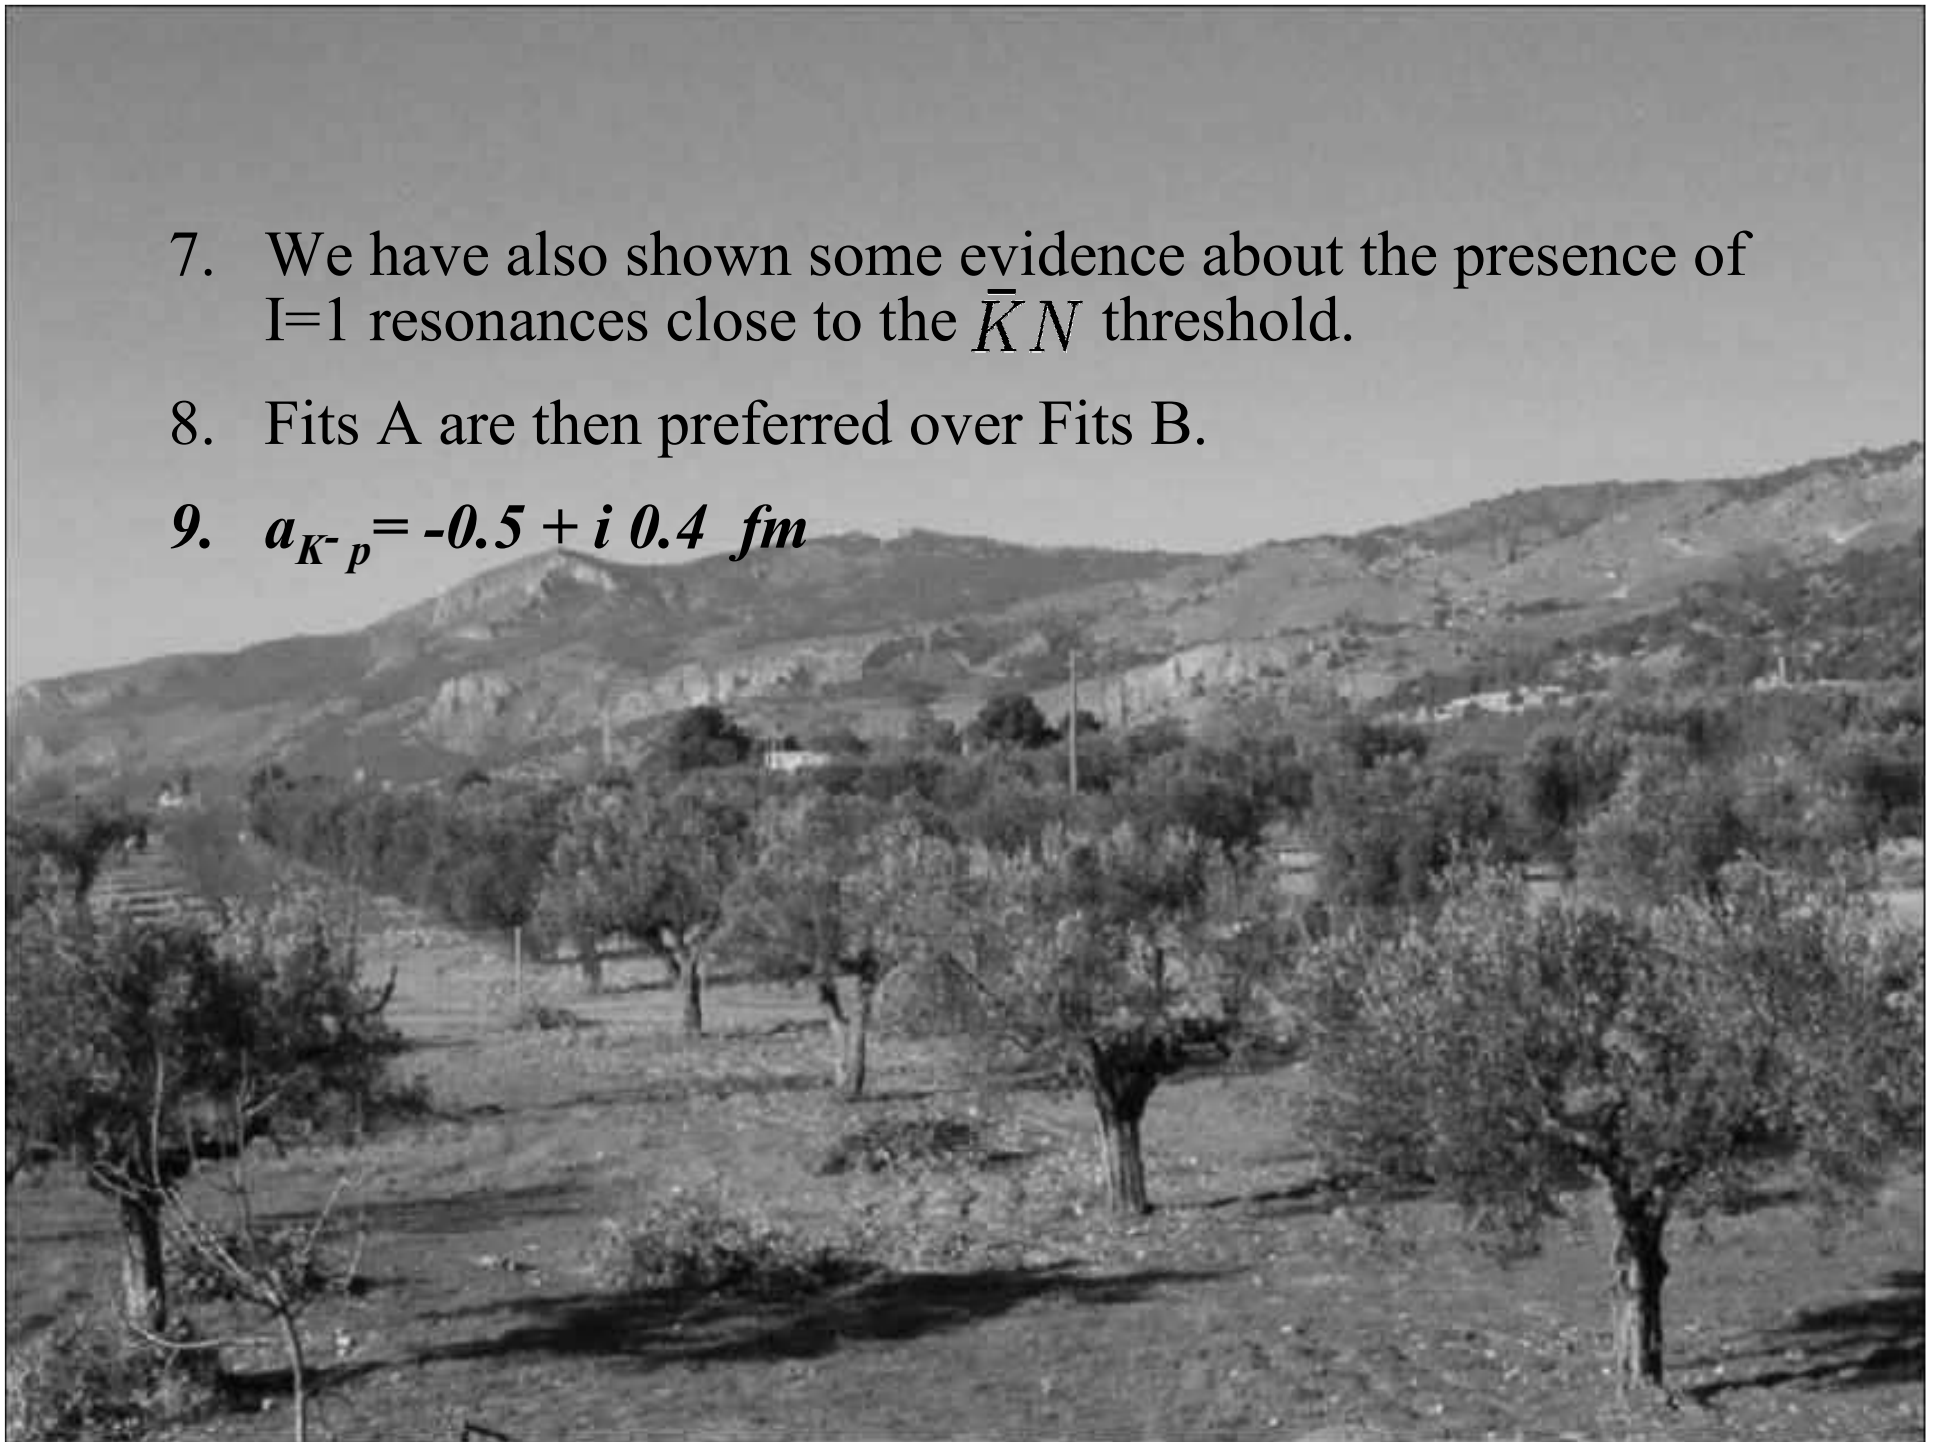 7. We have also shown some evidence about the presence of
I=1 resonances close to the K̄N threshold.
8. Fits A are then preferred over Fits B.
9. a_{K⁻ p}= -0.5 + i 0.4 fm